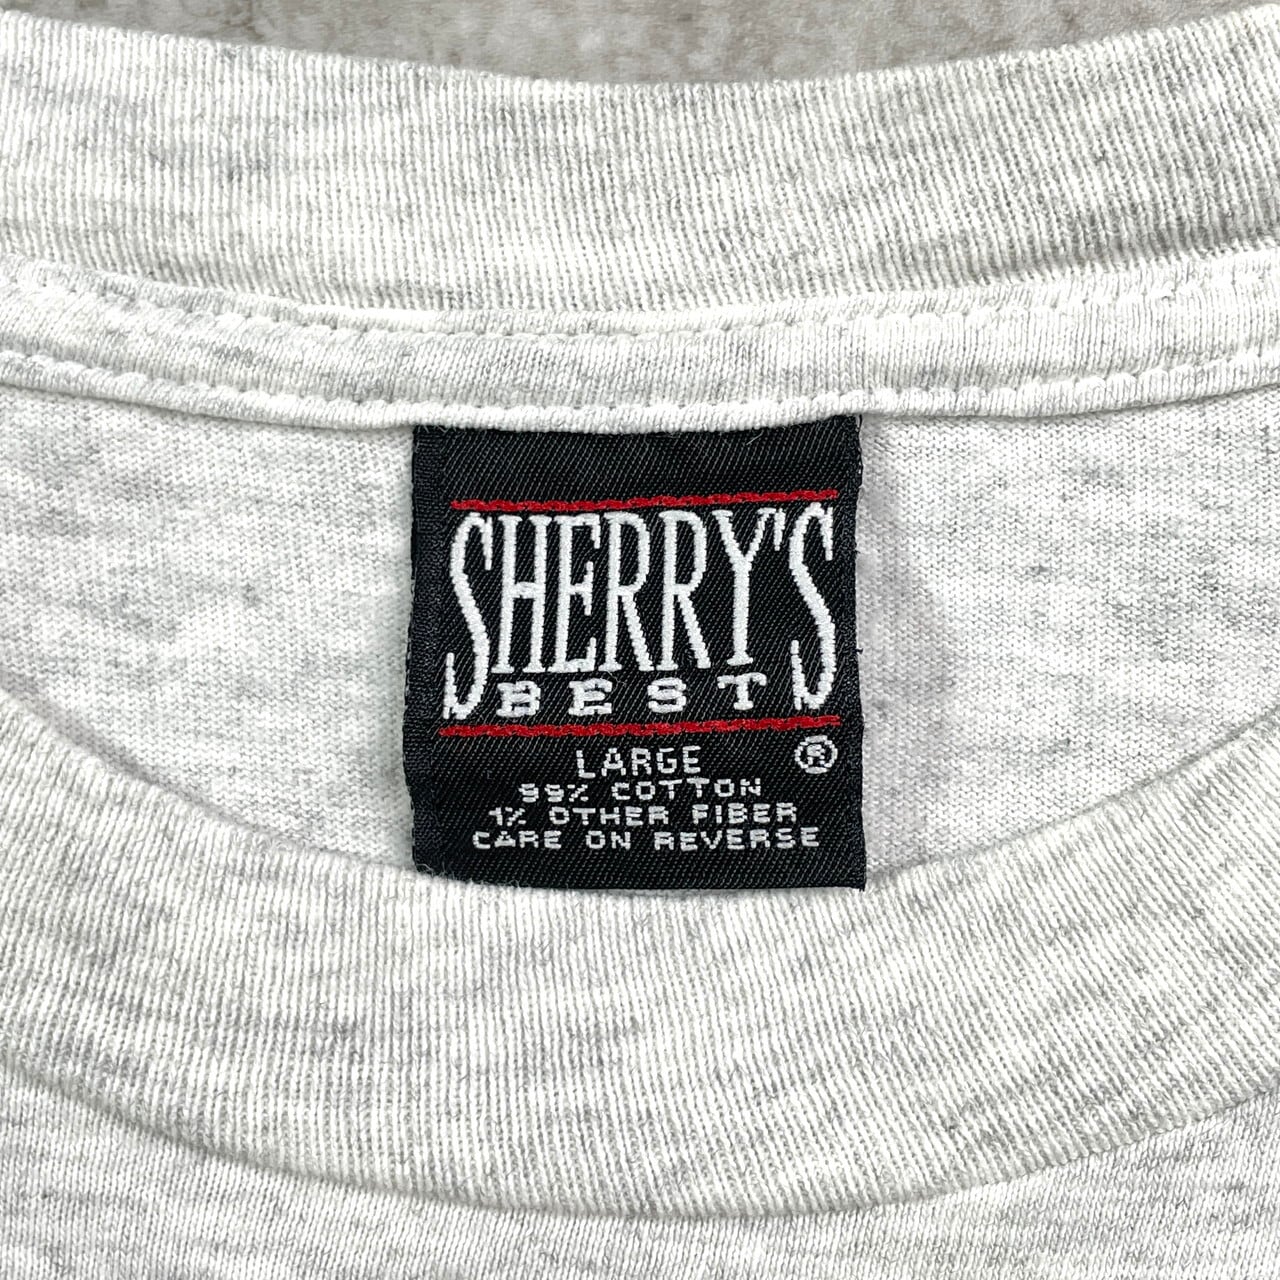 SHERRY'S
BEST
LARGE ®
99% COTTON
1% OTHER FIBER
CARE ON REVERSE